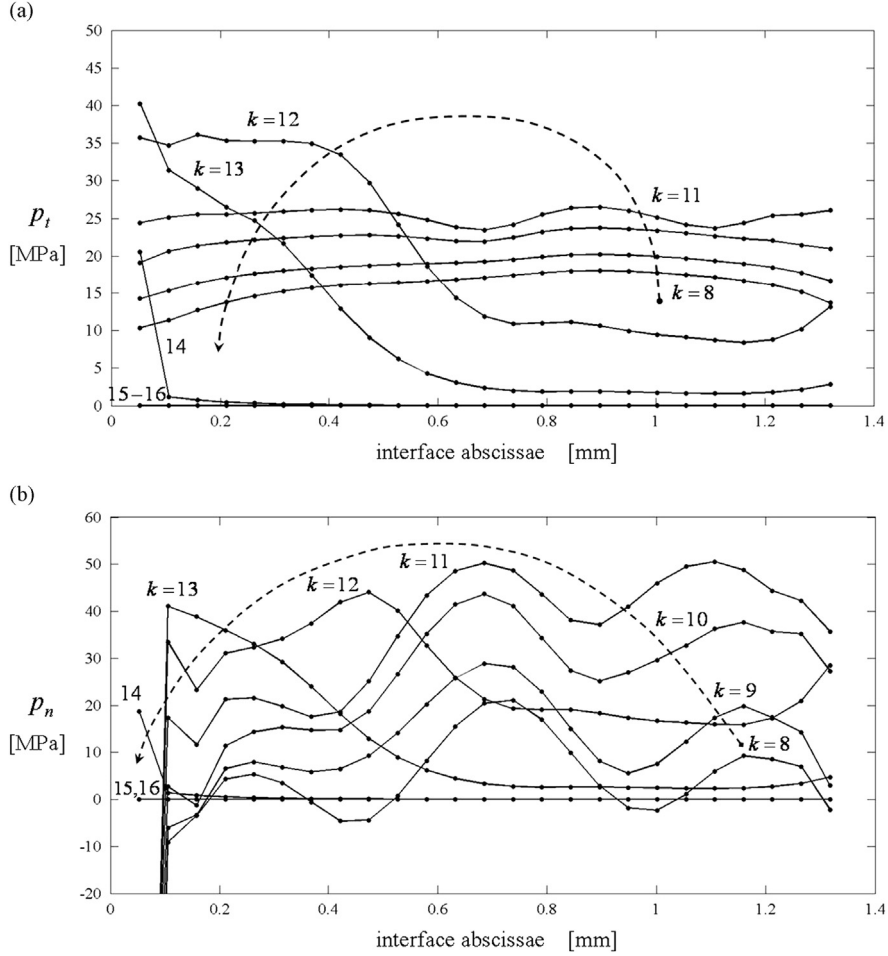 (a)
50
45
40
35
30
25
20
15
10
5
0
p_t
[MPa]
k = 12
k = 13
k = 11
k = 8
14
15–16
0 0.2 0.4 0.6 0.8 1 1.2 1.4
interface abscissae [mm]
(b)
60
50
40
30
20
10
0
-10
-20
p_n
[MPa]
k = 11
k = 13
k = 12
k = 10
k = 9
k = 8
14
15,16
0 0.2 0.4 0.6 0.8 1 1.2 1.4
interface abscissae [mm]